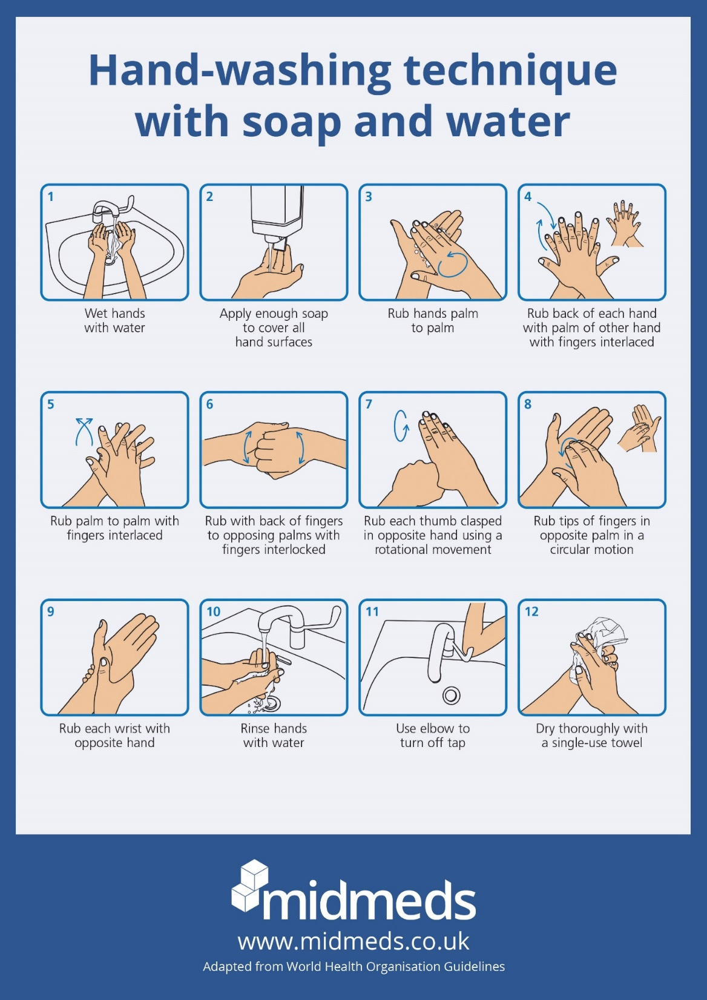 Hand-washing technique
with soap and water
1
Wet hands
with water
2
Apply enough soap
to cover all
hand surfaces
3
Rub hands palm
to palm
4
Rub back of each hand
with palm of other hand
with fingers interlaced
5
Rub palm to palm with
fingers interlaced
6
Rub with back of fingers
to opposing palms with
fingers interlocked
7
Rub each thumb clasped
in opposite hand using a
rotational movement
8
Rub tips of fingers in
opposite palm in a
circular motion
9
Rub each wrist with
opposite hand
10
Rinse hands
with water
11
Use elbow to
turn off tap
12
Dry thoroughly with
a single-use towel
midmeds
www.midmeds.co.uk
Adapted from World Health Organisation Guidelines